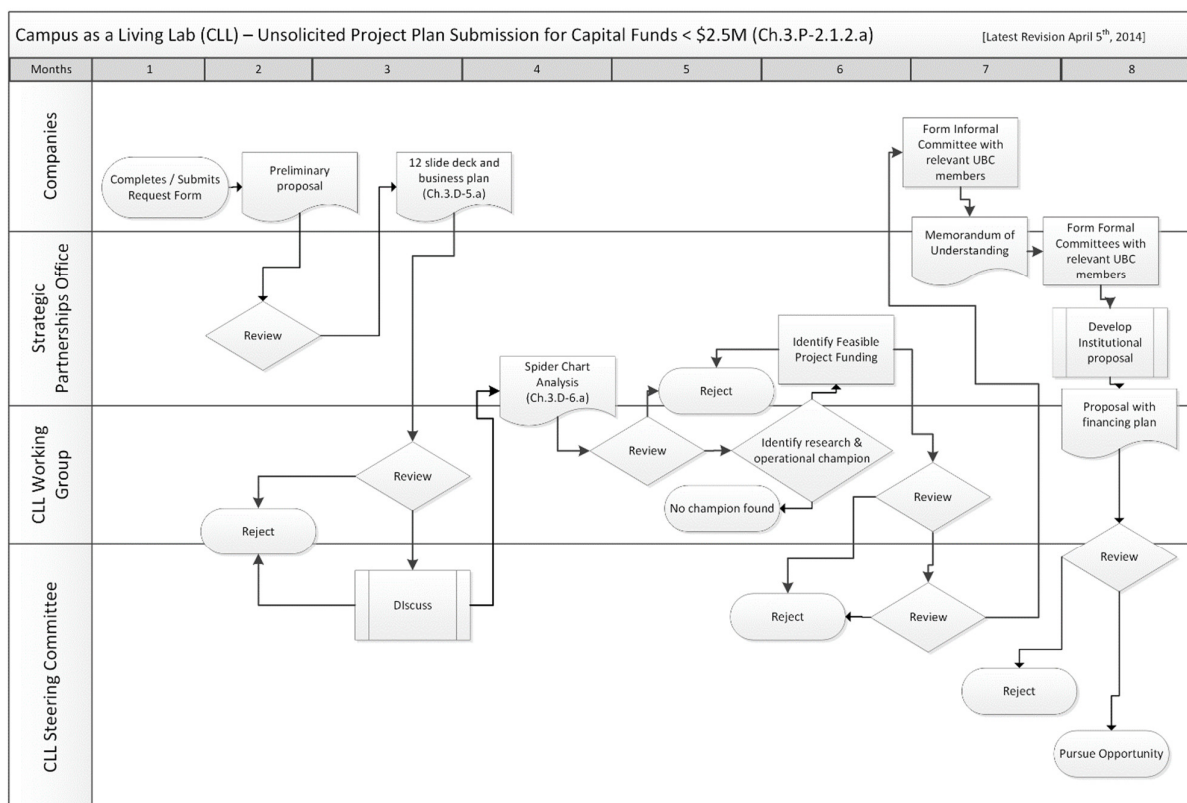 Campus as a Living Lab (CLL) – Unsolicited Project Plan Submission for Capital Funds < $2.5M (Ch.3.P-2.1.2.a)
[Latest Revision April 5th, 2014]
Months
1
2
3
4
5
6
7
8
Companies
Completes / Submits
Request Form
Preliminary
proposal
12 slide deck and
business plan
(Ch.3.D-5.a)
Form Informal
Committee with
relevant UBC
members
Strategic
Partnerships Office
Memorandum of
Understanding
Form Formal
Committees with
relevant UBC
members
Review
Spider Chart
Analysis
(Ch.3.D-6.a)
Reject
Identify Feasible
Project Funding
Develop
Institutional
proposal
CLL Working
Group
Proposal with
financing plan
Review
Review
Identify research &
operational champion
Review
No champion found
Reject
CLL Steering Committee
Review
DIscuss
Reject
Review
Reject
Pursue Opportunity